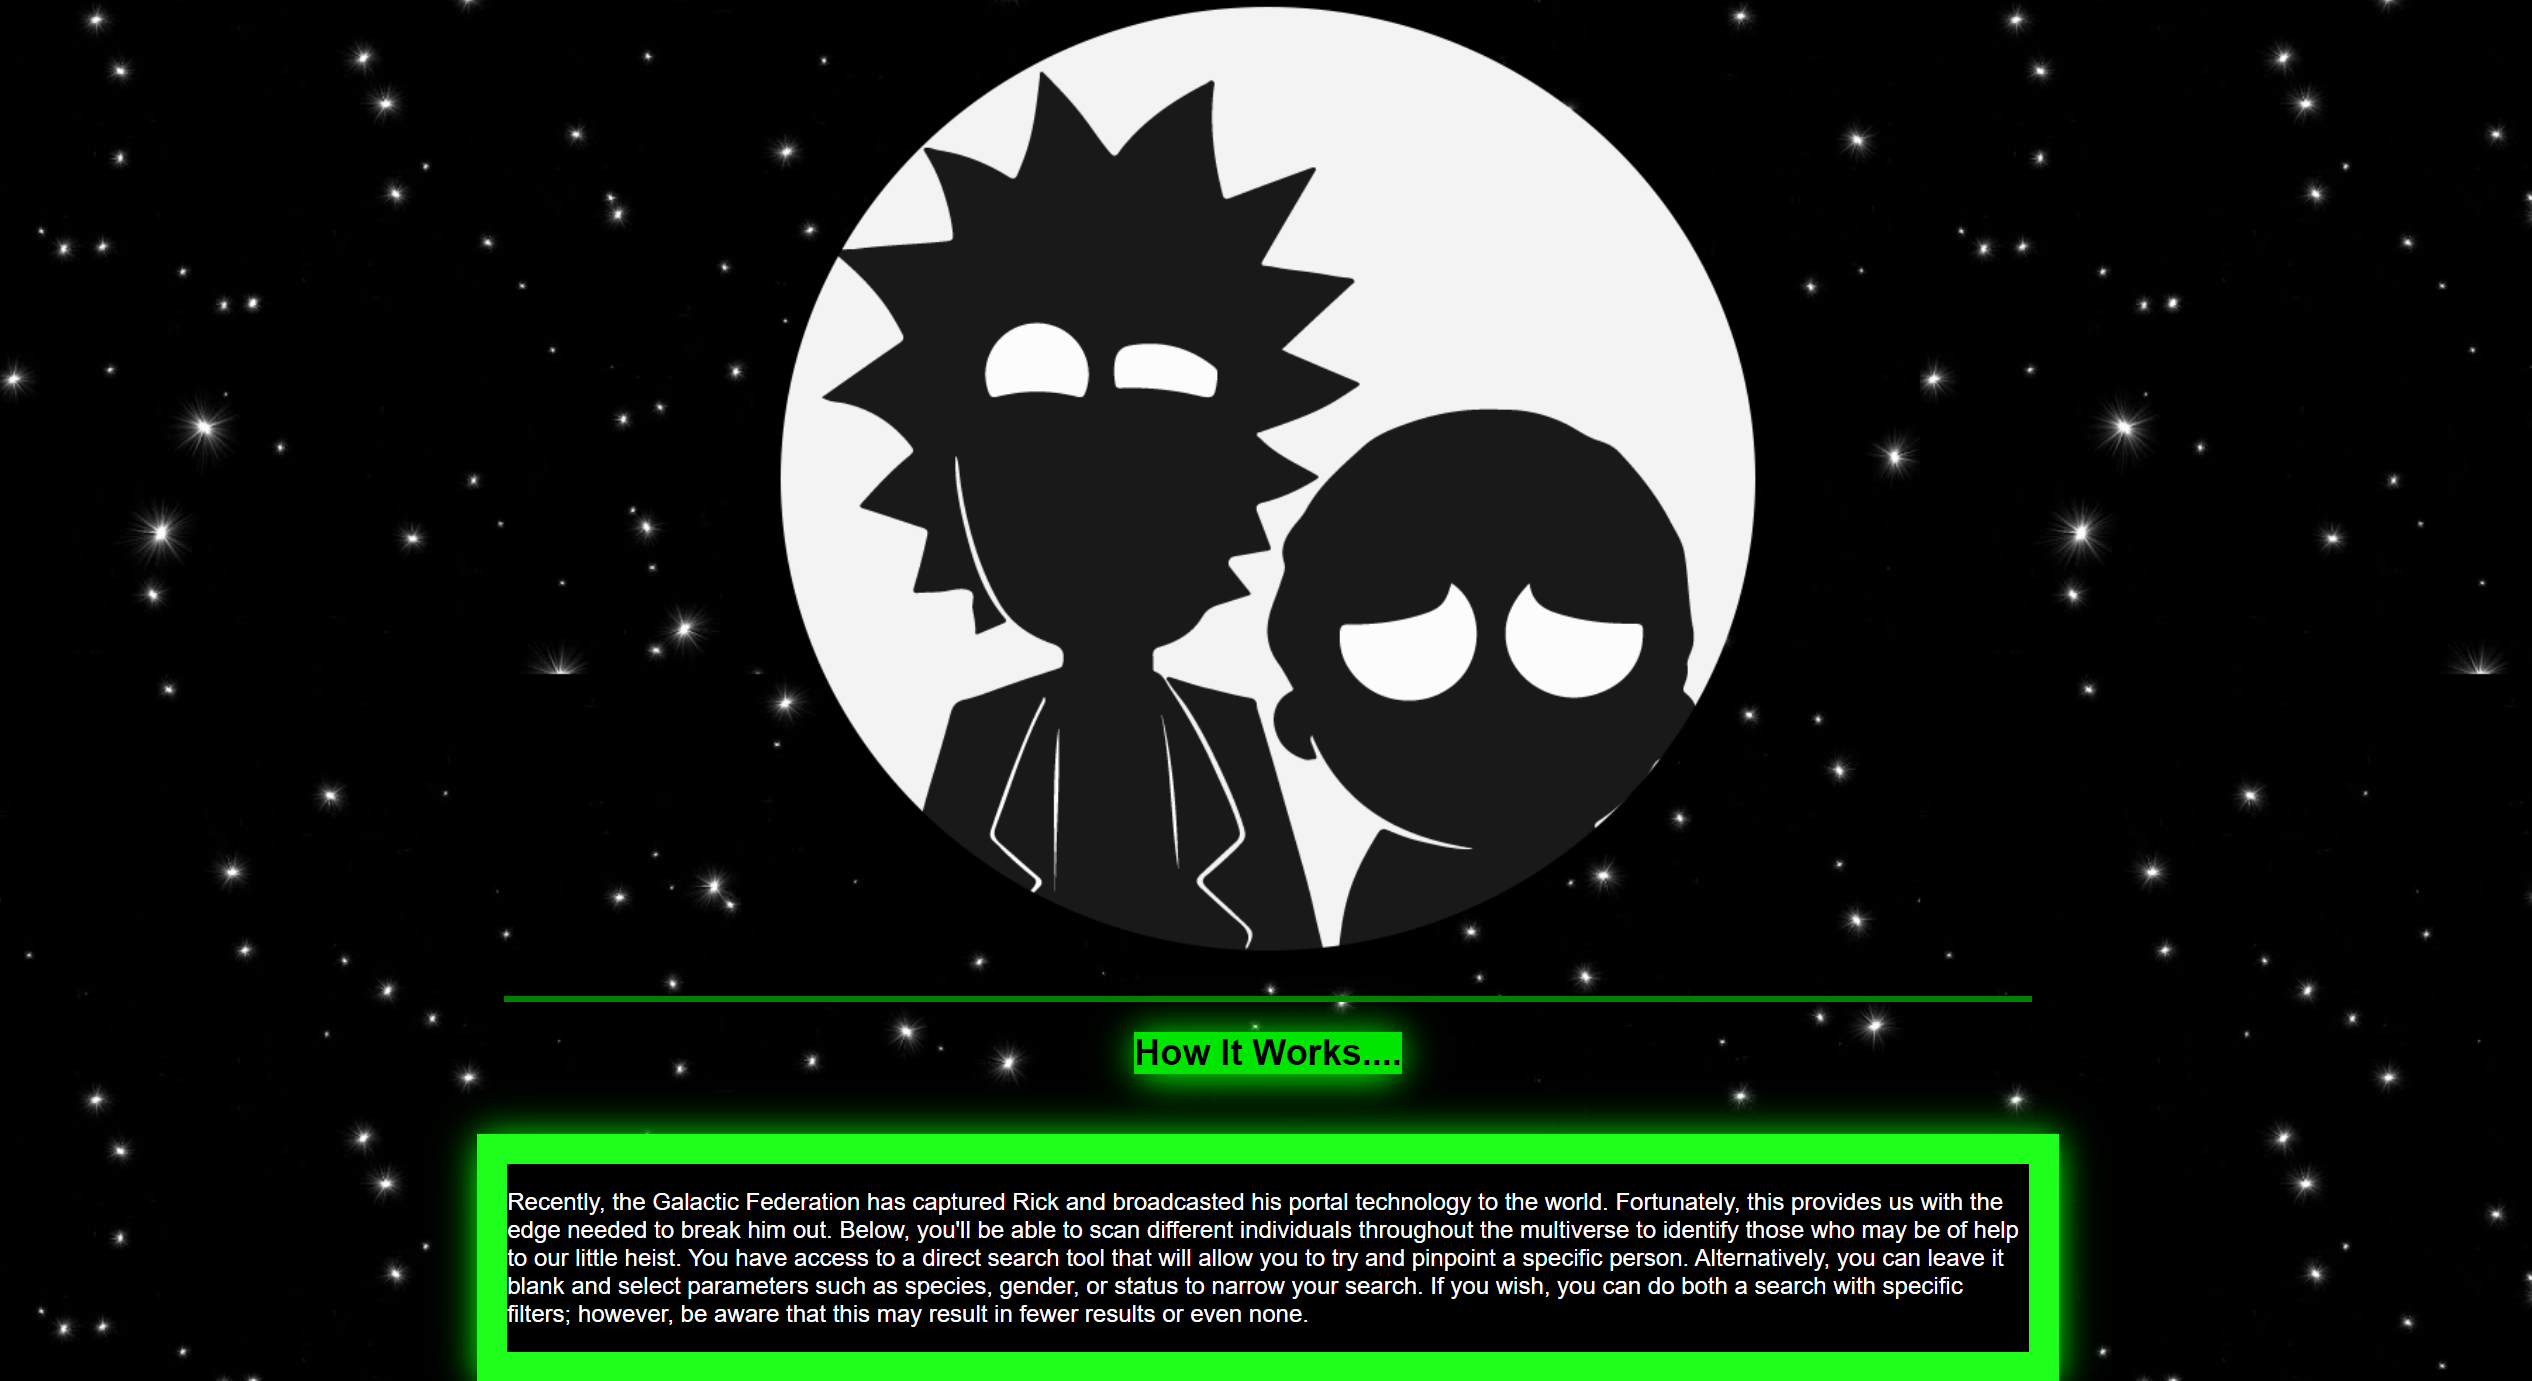 How It Works....
Recently, the Galactic Federation has captured Rick and broadcasted his portal technology to the world. Fortunately, this provides us with the
edge needed to break him out. Below, you'll be able to scan different individuals throughout the multiverse to identify those who may be of help
to our little heist. You have access to a direct search tool that will allow you to try and pinpoint a specific person. Alternatively, you can leave it
blank and select parameters such as species, gender, or status to narrow your search. If you wish, you can do both a search with specific
filters; however, be aware that this may result in fewer results or even none.